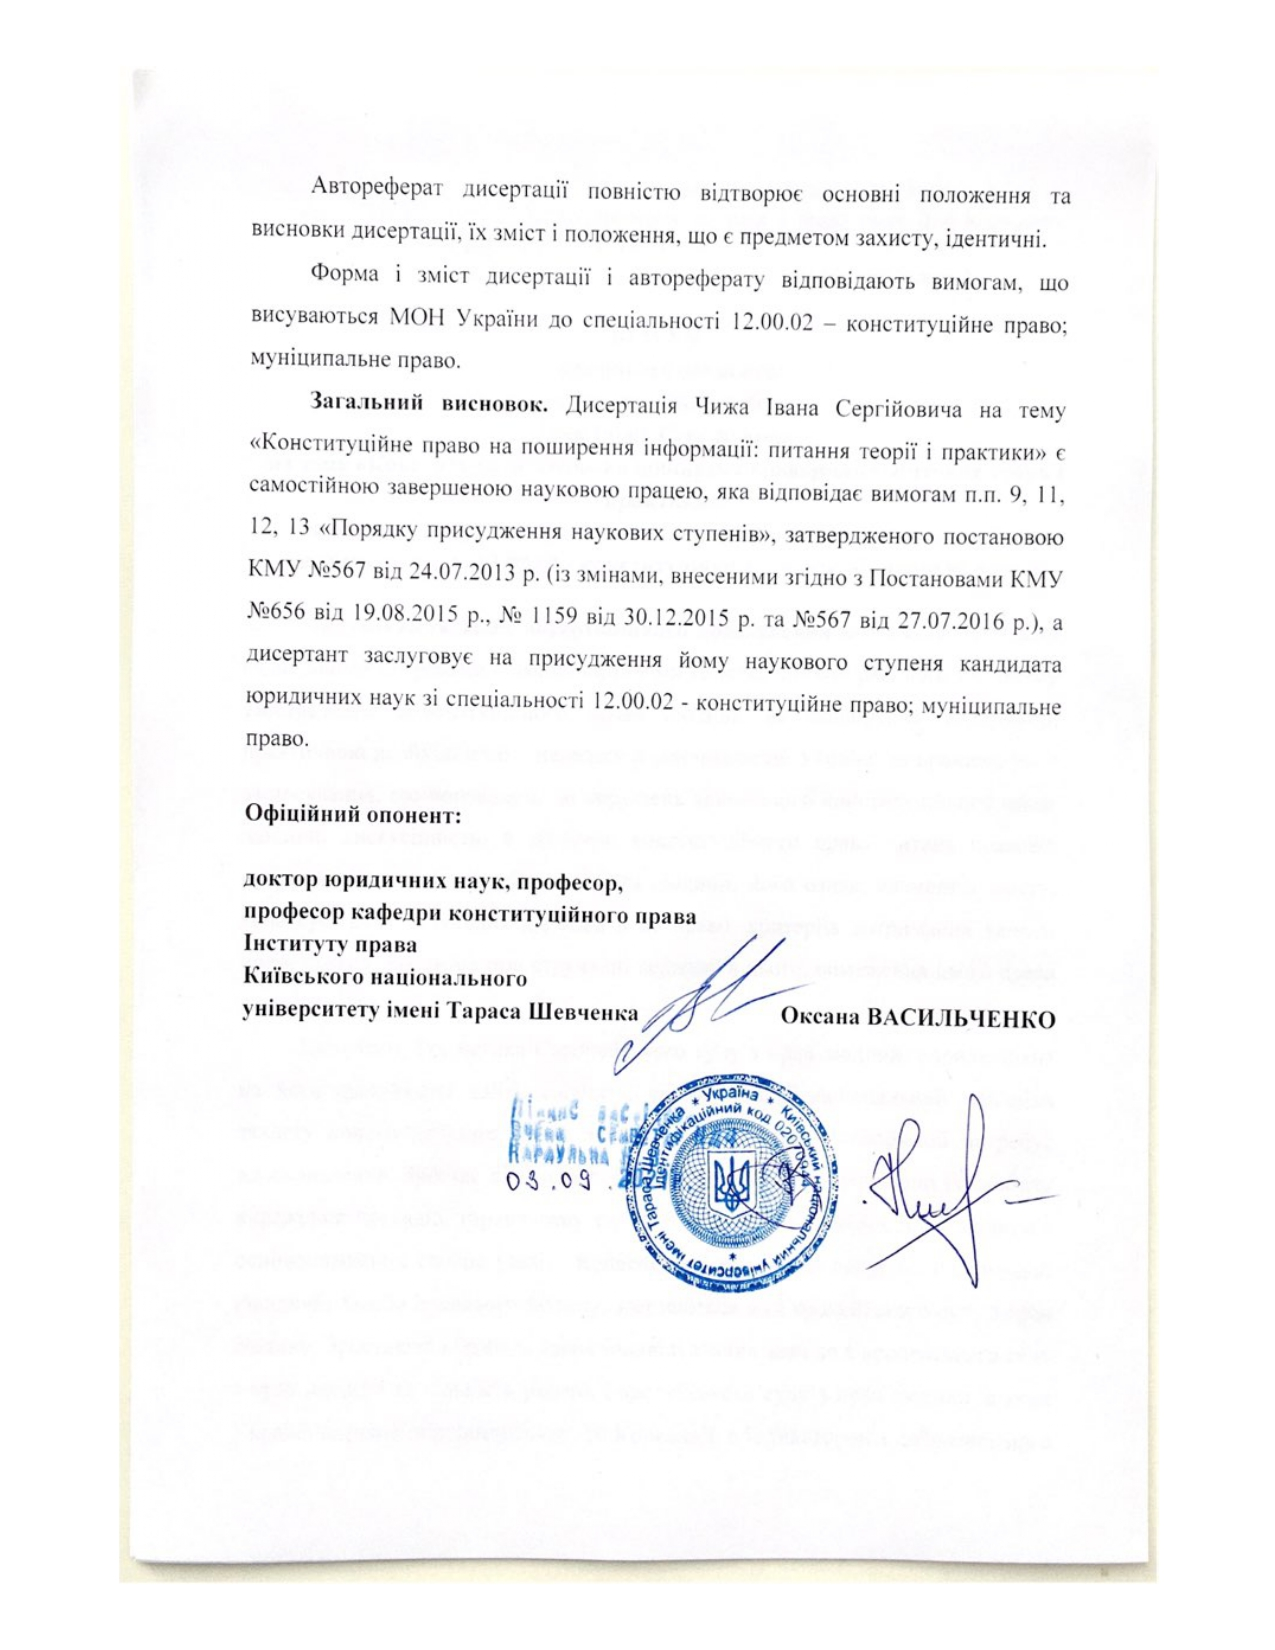 Автореферат дисертації повністю відтворює основні положення та
висновки дисертації, їх зміст і положення, що є предметом захисту, ідентичні.
Форма і зміст дисертації і автореферату відповідають вимогам, що
висуваються МОН України до спеціальності 12.00.02 – конституційне право;
муніципальне право.
Загальний висновок. Дисертація Чижа Івана Сергійовича на тему
«Конституційне право на поширення інформації: питання теорії і практики» є
самостійною завершеною науковою працею, яка відповідає вимогам п.п. 9, 11,
12, 13 «Порядку присудження наукових ступенів», затвердженого постановою
КМУ №567 від 24.07.2013 р. (із змінами, внесеними згідно з Постановами КМУ
№656 від 19.08.2015 р., № 1159 від 30.12.2015 р. та №567 від 27.07.2016 р.), а
дисертант заслуговує на присудження йому наукового ступеня кандидата
юридичних наук зі спеціальності 12.00.02 - конституційне право; муніципальне
право.
Офіційний опонент:
доктор юридичних наук, професор,
професор кафедри конституційного права
Інституту права
Київського національного
університету імені Тараса Шевченка Оксана ВАСИЛЬЧЕНКО
КАРАУЛЬНА
03.09.20
★ Україна ★ Київський національний університет імені Тараса Шевченка
Ідентифікаційний код 02070944